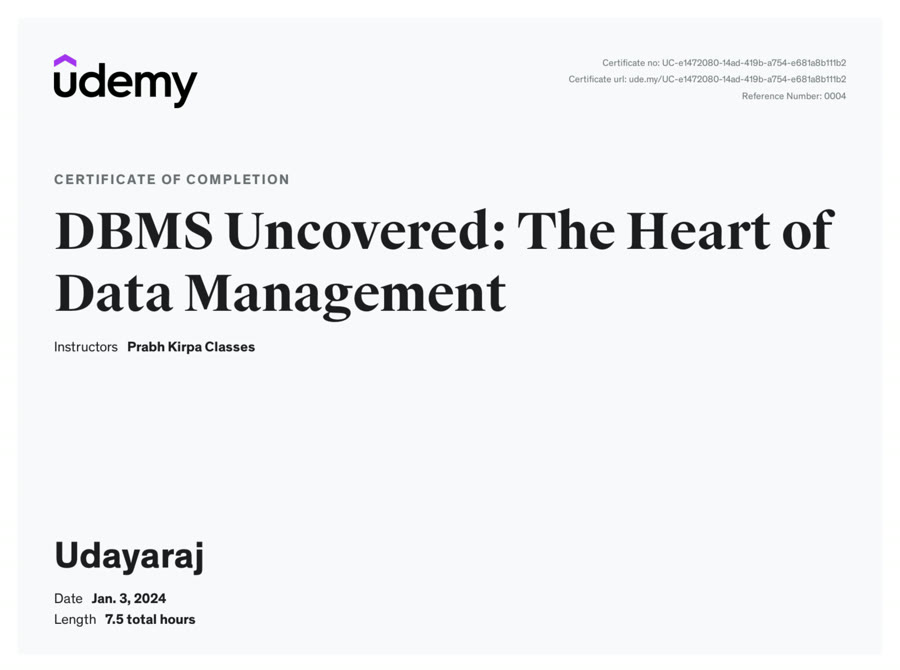 udemy
Certificate no: UC-e1472080-14ad-419b-a754-e681a8b111b2
Certificate url: ude.my/UC-e1472080-14ad-419b-a754-e681a8b111b2
Reference Number: 0004
CERTIFICATE OF COMPLETION
DBMS Uncovered: The Heart of
Data Management
Instructors Prabh Kirpa Classes
Udayaraj
Date Jan. 3, 2024
Length 7.5 total hours